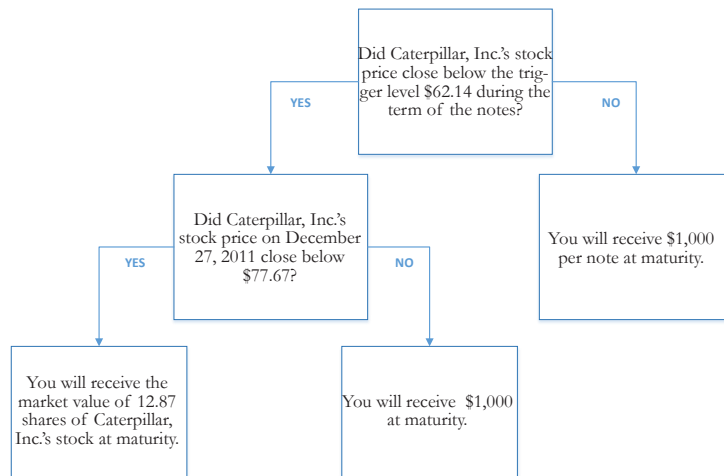 Did Caterpillar, Inc.'s stock
price close below the trig-
ger level $62.14 during the
term of the notes?
YES
NO
Did Caterpillar, Inc.'s
stock price on December
27, 2011 close below
$77.67?
You will receive $1,000
per note at maturity.
YES
NO
You will receive the
market value of 12.87
shares of Caterpillar,
Inc.'s stock at maturity.
You will receive $1,000
at maturity.